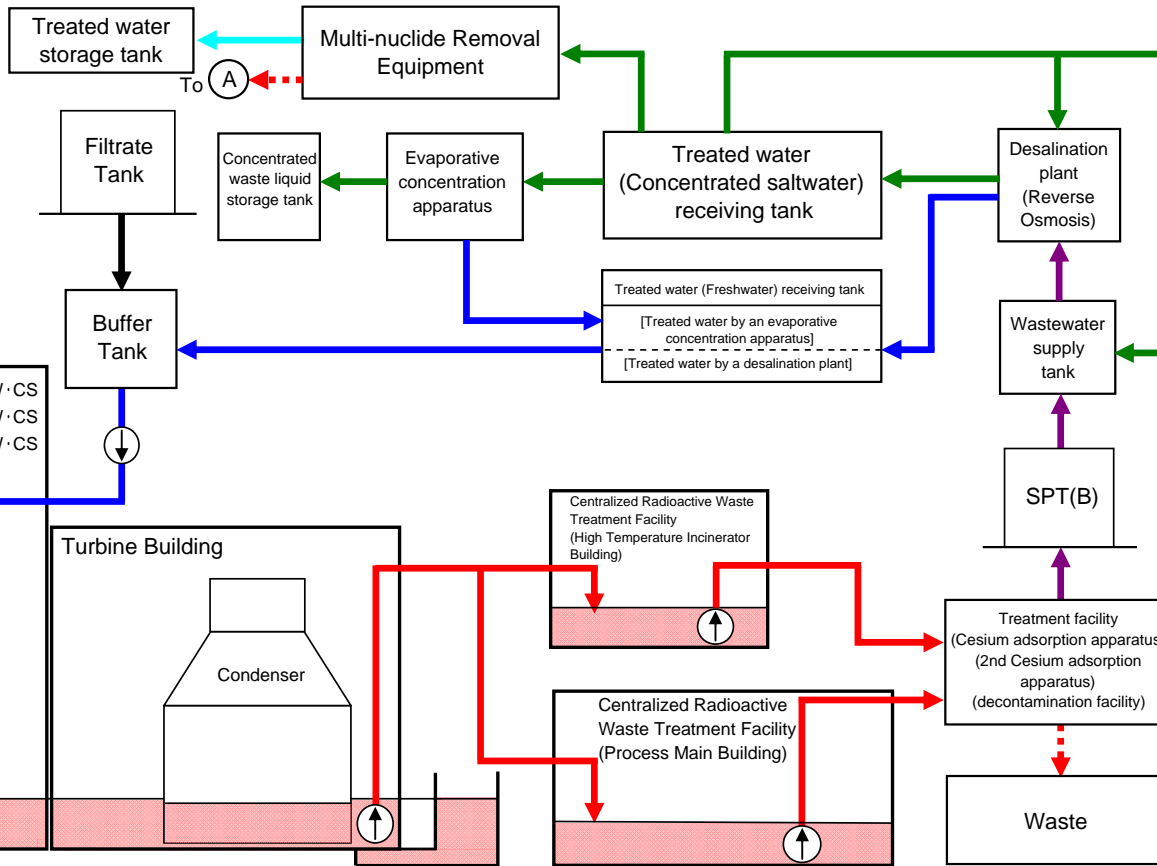 Treated water
storage tank
Multi-nuclide Removal
Equipment
To
A
Filtrate
Tank
Concentrated
waste liquid
storage tank
Evaporative
concentration
apparatus
Treated water
(Concentrated saltwater)
receiving tank
Desalination
plant
(Reverse
Osmosis)
Treated water (Freshwater) receiving tank
[Treated water by an evaporative
concentration apparatus]
[Treated water by a desalination plant]
Buffer
Tank
Wastewater
supply
tank
CS
CS
CS
SPT(B)
Turbine Building
Condenser
Centralized Radioactive Waste
Treatment Facility
(High Temperature Incinerator
Building)
Centralized Radioactive
Waste Treatment Facility
(Process Main Building)
Treatment facility
(Cesium adsorption apparatus
(2nd Cesium adsorption
apparatus)
(decontamination facility)
Waste